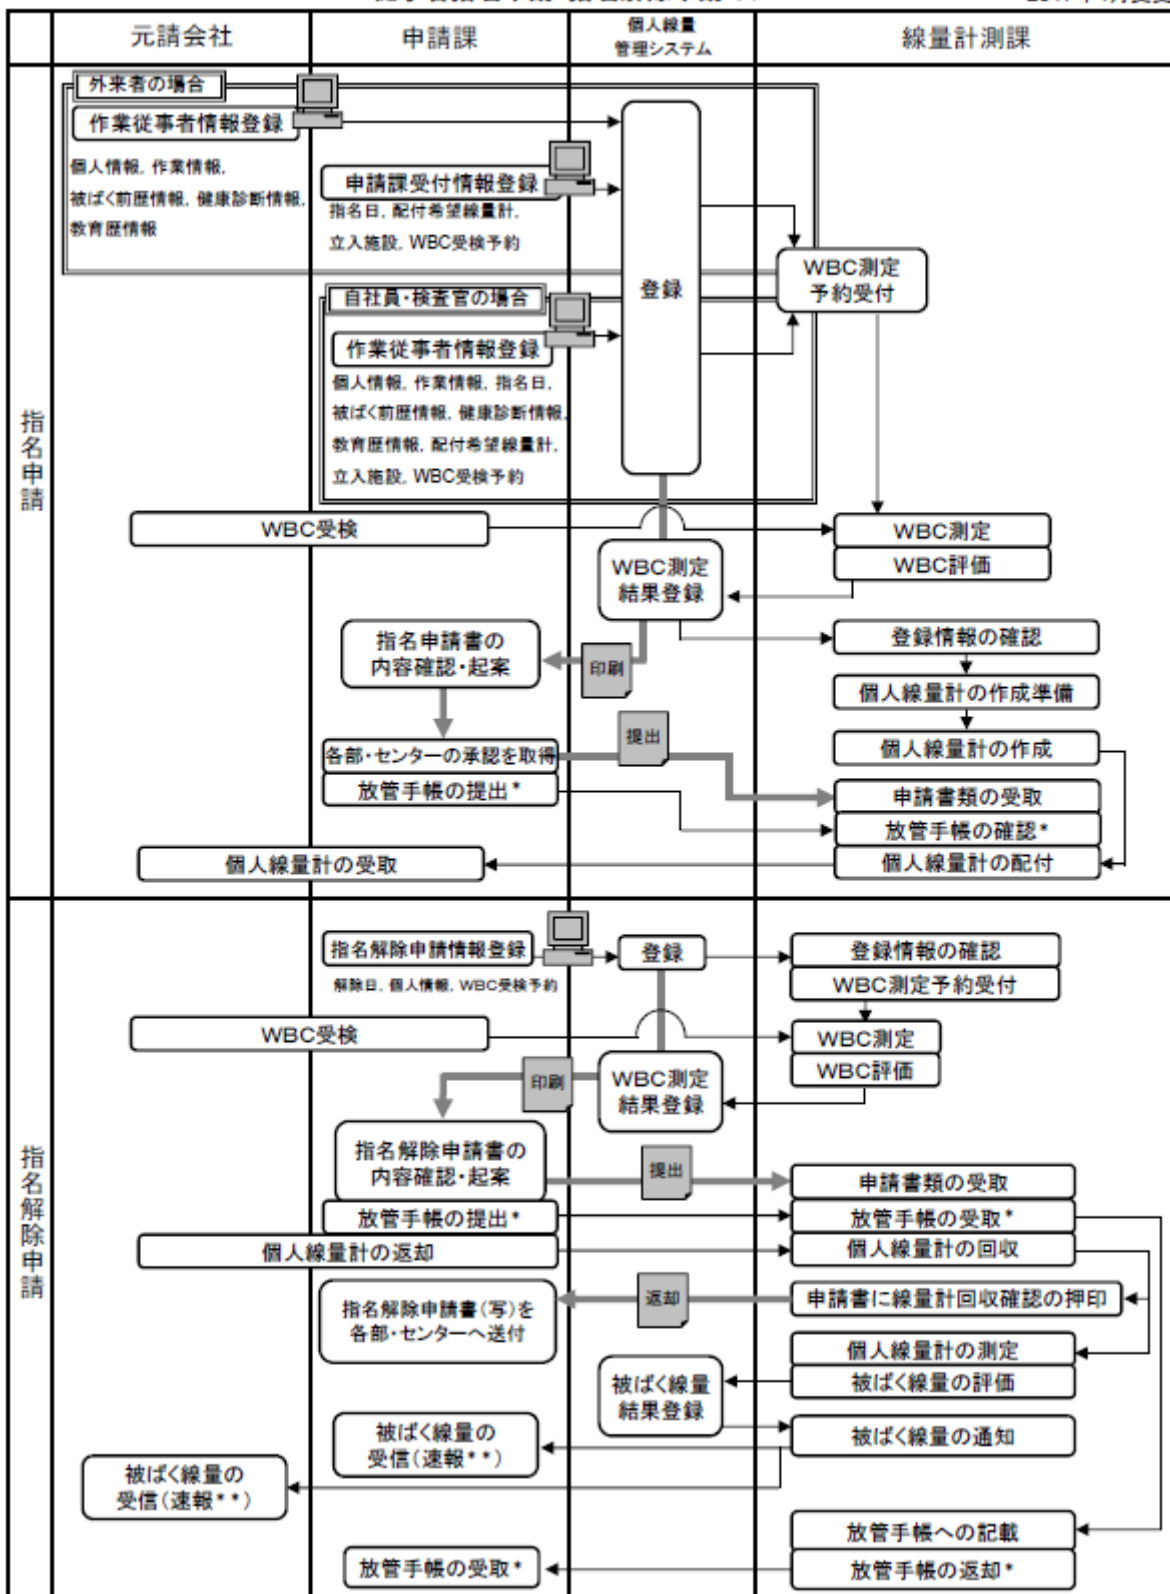 元請会社
申請課
個人線量
管理システム
線量計測課
指名申請
外来者の場合
作業従事者情報登録
個人情報, 作業情報,
被ばく前歴情報, 健康診断情報,
教育歴情報
申請課受付情報登録
指名日, 配付希望線量計,
立入施設, WBC受検予約
登録
WBC測定
予約受付
自社員・検査官の場合
作業従事者情報登録
個人情報, 作業情報, 指名日,
被ばく前歴情報, 健康診断情報,
教育歴情報, 配付希望線量計,
立入施設, WBC受検予約
WBC受検
WBC測定
WBC評価
WBC測定
結果登録
指名申請書の
内容確認・起案
印刷
登録情報の確認
個人線量計の作成準備
個人線量計の作成
各部・センターの承認を取得
提出
放管手帳の提出*
申請書類の受取
放管手帳の確認*
個人線量計の受取
個人線量計の配付
指名解除申請
指名解除申請情報登録
解除日, 個人情報, WBC受検予約
登録
登録情報の確認
WBC測定予約受付
WBC受検
WBC測定
WBC評価
印刷
WBC測定
結果登録
指名解除申請書の
内容確認・起案
提出
申請書類の受取
放管手帳の提出*
放管手帳の受取*
個人線量計の返却
個人線量計の回収
指名解除申請書(写)を
各部・センターへ送付
返却
申請書に線量計回収確認の押印
個人線量計の測定
被ばく線量の評価
被ばく線量
結果登録
被ばく線量の通知
被ばく線量の
受信(速報**)
被ばく線量の
受信(速報**)
放管手帳への記載
放管手帳の受取*
放管手帳の返却*